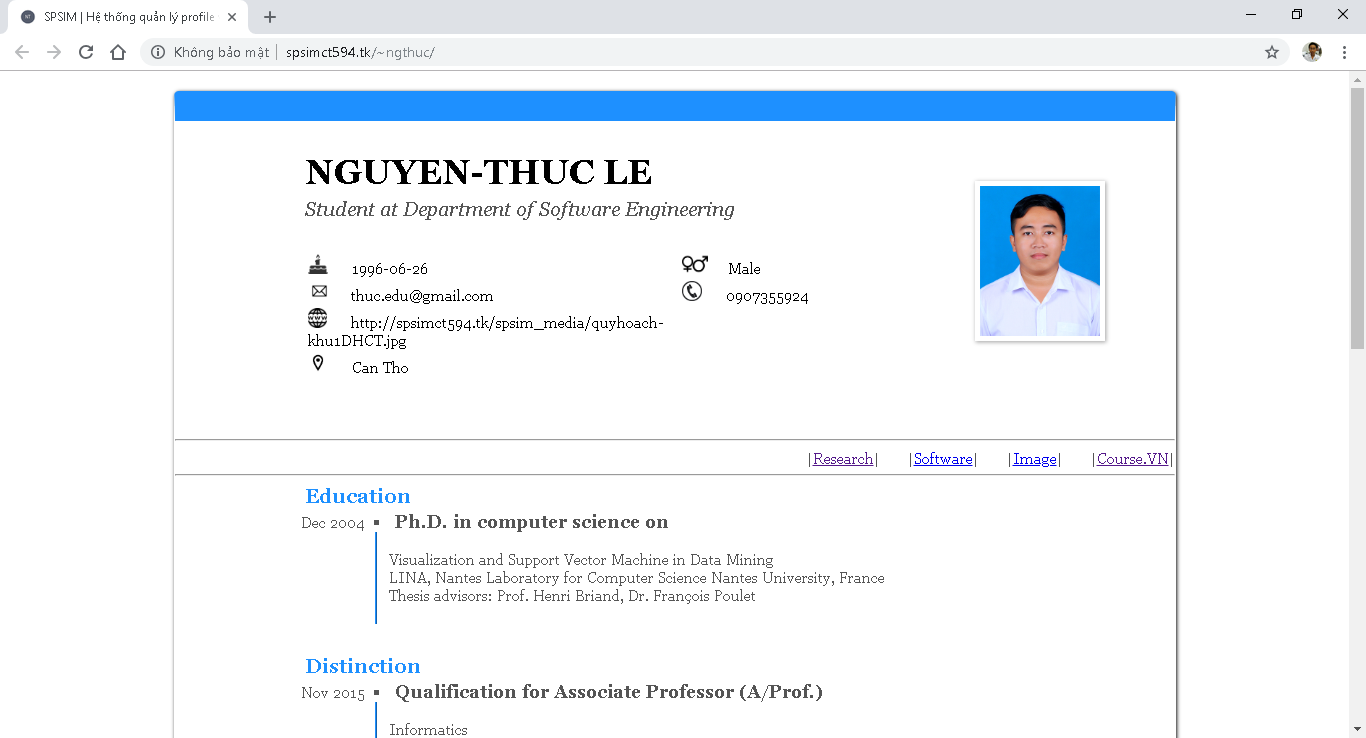 SPSIM | Hệ thống quản lý profile
Không bảo mật | spsimct594.tk/~ngthuc/
NGUYEN-THUC LE
Student at Department of Software Engineering
1996-06-26
Male
thuc.edu@gmail.com
0907355924
http://spsimct594.tk/spsim_media/quyhoach-
khu1DHCT.jpg
Can Tho
|Research| |Software| |Image| |Course.VN|
Education
Dec 2004 Ph.D. in computer science on
Visualization and Support Vector Machine in Data Mining
LINA, Nantes Laboratory for Computer Science Nantes University, France
Thesis advisors: Prof. Henri Briand, Dr. François Poulet
Distinction
Nov 2015 Qualification for Associate Professor (A/Prof.)
Informatics